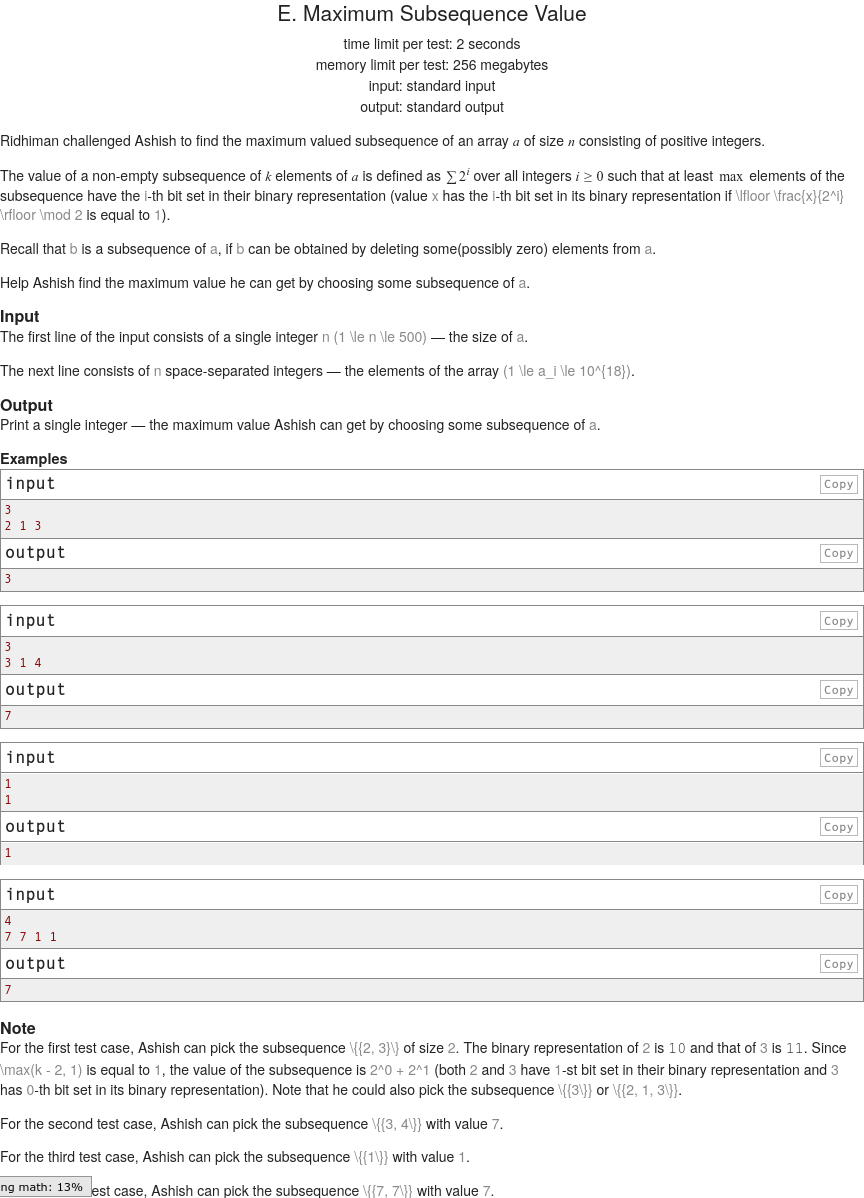 E. Maximum Subsequence Value
time limit per test: 2 seconds
memory limit per test: 256 megabytes
input: standard input
output: standard output
Ridhiman challenged Ashish to find the maximum valued subsequence of an array a of size n consisting of positive integers.
The value of a non-empty subsequence of k elements of a is defined as ∑2^i over all integers i ≥ 0 such that at least max elements of the
subsequence have the i-th bit set in their binary representation (value x has the i-th bit set in its binary representation if \lfloor \frac{x}{2^i}
\rfloor \mod 2 is equal to 1).
Recall that b is a subsequence of a, if b can be obtained by deleting some(possibly zero) elements from a.
Help Ashish find the maximum value he can get by choosing some subsequence of a.
Input
The first line of the input consists of a single integer n (1 \le n \le 500) — the size of a.
The next line consists of n space-separated integers — the elements of the array (1 \le a_i \le 10^{18}).
Output
Print a single integer — the maximum value Ashish can get by choosing some subsequence of a.
Examples
input Copy
3
2 1 3
output Copy
3
input Copy
3
3 1 4
output Copy
7
input Copy
1
1
output Copy
1
input Copy
4
7 7 1 1
output Copy
7
Note
For the first test case, Ashish can pick the subsequence \{{2, 3}\} of size 2. The binary representation of 2 is 10 and that of 3 is 11. Since
\max(k - 2, 1) is equal to 1, the value of the subsequence is 2^0 + 2^1 (both 2 and 3 have 1-st bit set in their binary representation and 3
has 0-th bit set in its binary representation). Note that he could also pick the subsequence \{{3\}} or \{{2, 1, 3\}}.
For the second test case, Ashish can pick the subsequence \{{3, 4\}} with value 7.
For the third test case, Ashish can pick the subsequence \{{1\}} with value 1.
ng math: 13% est case, Ashish can pick the subsequence \{{7, 7\}} with value 7.